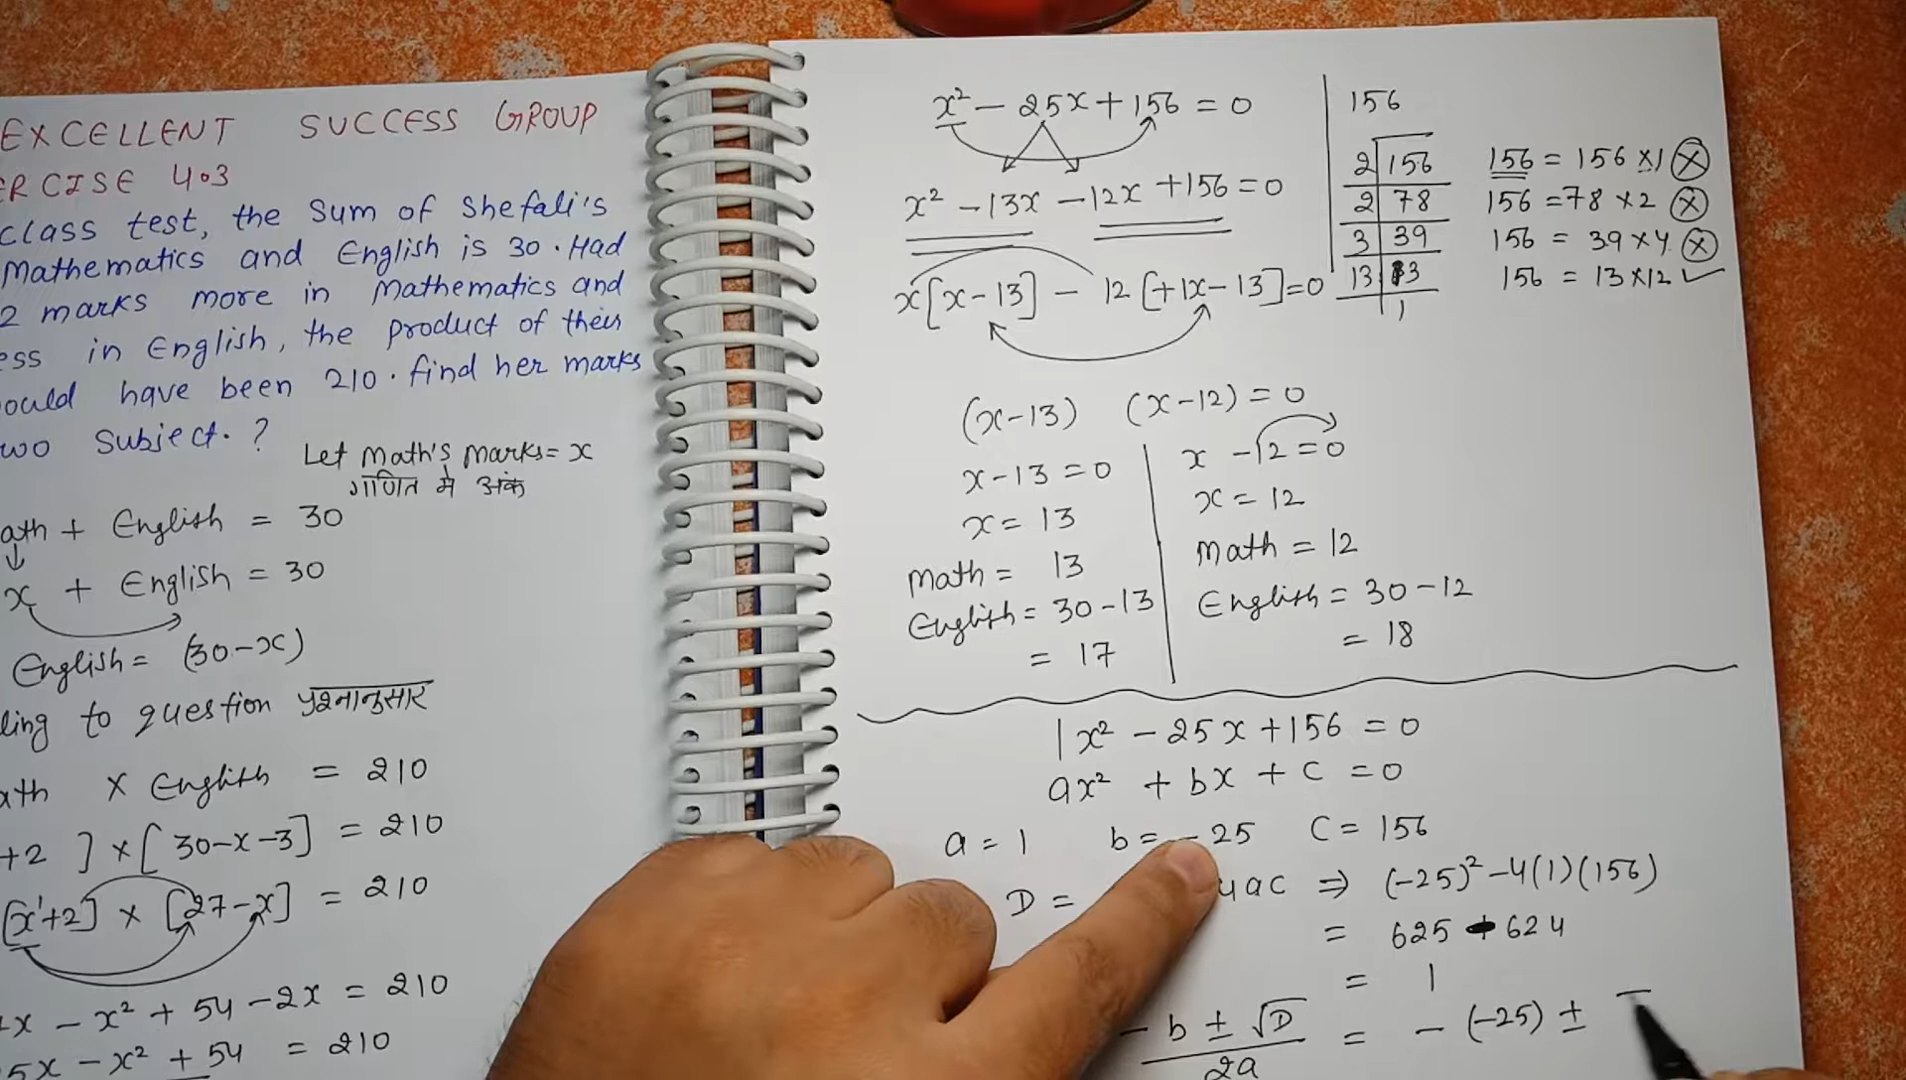 EXCELLENT SUCCESS GROUP
ERCISE 4.3
class test, the Sum of Shefali's
Mathematics and English is 30. Had
2 marks more in Mathematics and
ess in English, the product of their
ould have been 210. find her marks
wo Subject.?
Let Math's Marks = x
गणित मे अंक
ath + English = 30
x + English = 30
English = (30-x)
ding to question प्रश्नानुसार
ath × English = 210
+2 ] × [ 30-x-3] = 210
[x+2] × [27-x] = 210
x - x² + 54 - 2x = 210
5x - x² + 54 = 210
x² - 25x + 156 = 0
x² - 13x - 12x + 156 = 0
x[x-13] - 12[+1x-13]=0
(x-13) (x-12) = 0
x-13 = 0
x = 13
Math = 13
English = 30-13
= 17
x - 12 = 0
x = 12
Math = 12
English = 30-12
= 18
156
2 156
2 78
3 39
13 13
1
156 = 156 × 1 ⊗
156 = 78 × 2 ⊗
156 = 39 × 4 ⊗
156 = 13 × 12 ✓
1x² - 25x + 156 = 0
ax² + bx + c = 0
a = 1 b = - 25 C = 156
D = 4ac ⇒ (-25)² - 4(1)(156)
= 625 - 624
= 1
- b ± √D = - (-25) ±
2a